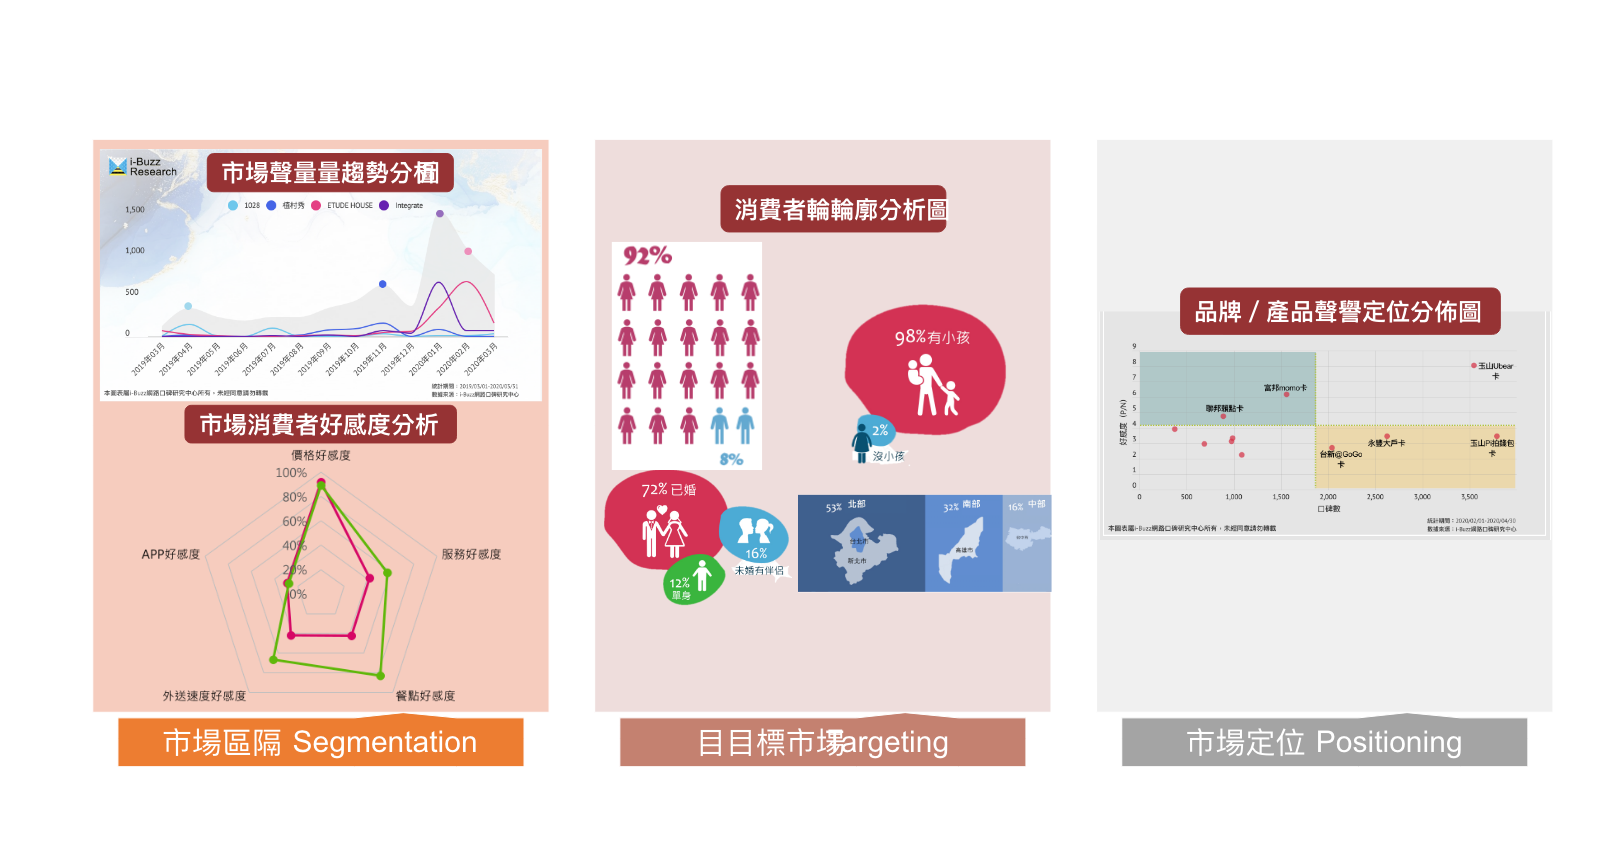 i-Buzz
Research
市場聲量量趨勢分析圖
1028 植村秀 ETUDE HOUSE Integrate
1,500
1,000
500
0
2019年03月 2019年04月 2019年05月 2019年06月 2019年07月 2019年08月 2019年09月 2019年10月 2019年11月 2019年12月 2020年01月 2020年02月 2020年03月
統計期間：2019/03/01-2020/03/31
本圖表屬i-Buzz網路口碑研究中心所有，未經同意請勿轉載
數據來源：i-Buzz網路口碑研究中心
市場消費者好感度分析
價格好感度
100%
80%
60%
40%
20%
0%
APP好感度
服務好感度
外送速度好感度
餐點好感度
市場區隔 Segmentation
消費者輪輪廓分析圖
92%
8%
98%有小孩
2%
沒小孩
72%已婚
16%
未婚有伴侶
12%
單身
53% 北部
台北市
新北市
32% 南部
高雄市
16% 中部
目目標市場Targeting
品牌 / 產品聲譽定位分佈圖
好感度 (P/N)
9
8
7
6
5
4
3
2
1
0
玉山Ubear
卡
富邦momo卡
聯邦賴點卡
永豐大戶卡
台新@GoGo
卡
玉山Pi拍錢包
卡
0 500 1,000 1,500 2,000 2,500 3,000 3,500
口碑數
統計期間：2020/02/01-2020/04/30
本圖表屬i-Buzz網路口碑研究中心所有，未經同意請勿轉載
數據來源：i-Buzz網路口碑研究中心
市場定位 Positioning